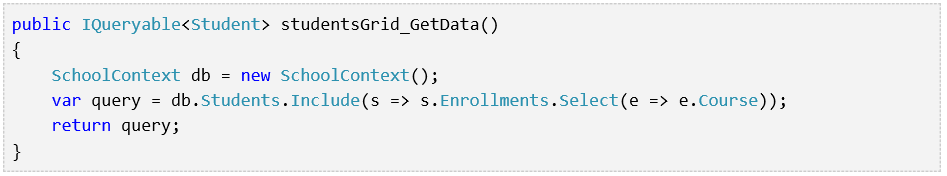 public IQueryable<Student> studentsGrid_GetData()
{
    SchoolContext db = new SchoolContext();
    var query = db.Students.Include(s => s.Enrollments.Select(e => e.Course));
    return query;
}